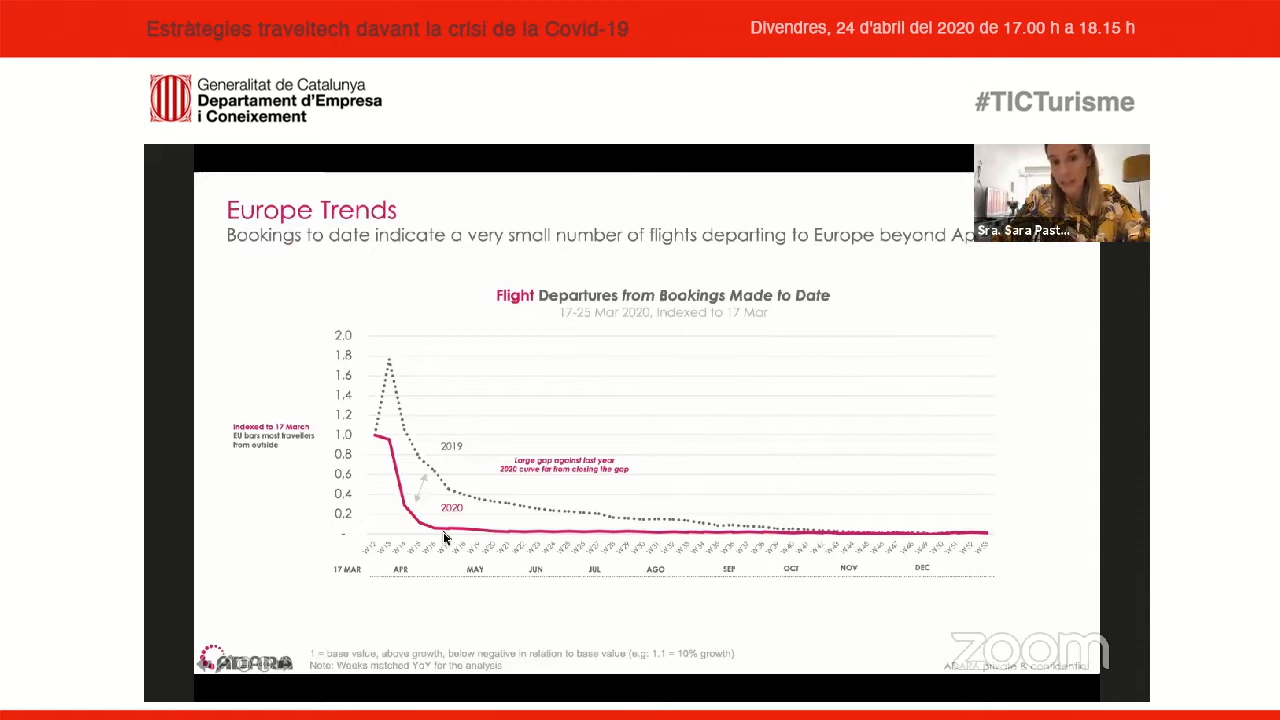 Estràtegies traveltech davant la crisi de la Covid-19
Divendres, 24 d'abril del 2020 de 17.00 h a 18.15 h
Generalitat de Catalunya
Departament d'Empresa
i Coneixement
#TICTurisme
Sra. Sara Past...
Europe Trends
Bookings to date indicate a very small number of flights departing to Europe beyond Ap
Flight Departures from Bookings Made to Date
17-25 Mar 2020, Indexed to 17 Mar
2.0
1.8
1.6
1.4
1.2
1.0
0.8
0.6
0.4
0.2
-
Indexed to 17 March
EU bars most travellers
from outside
2019
Large gap against last year
2020 curve far from closing the gap
2020
17 MAR APR MAY JUN JUL AGO SEP OCT NOV DEC
ADARA
1 = base value, above growth, below negative in relation to base value (e.g: 1.1 = 10% growth)
Note: Weeks matched YoY for the analysis
zoom
ADARA private & confidential